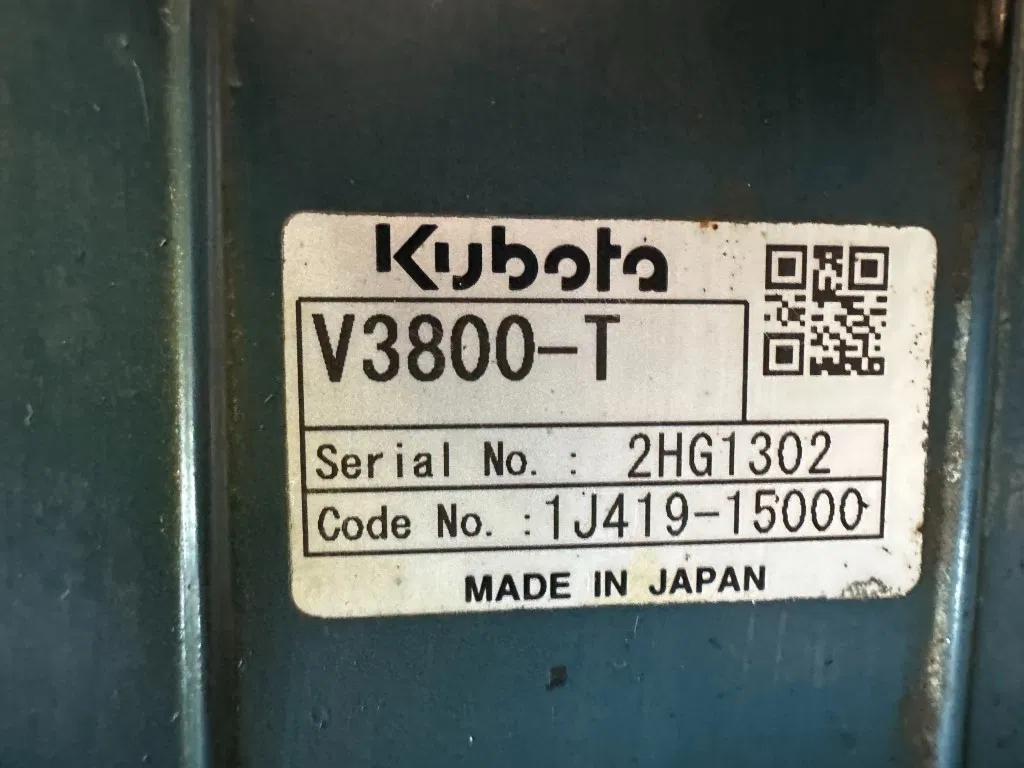 Kubota
V3800-T
Serial No. : 2HG1302
Code No. : 1J419-15000
MADE IN JAPAN